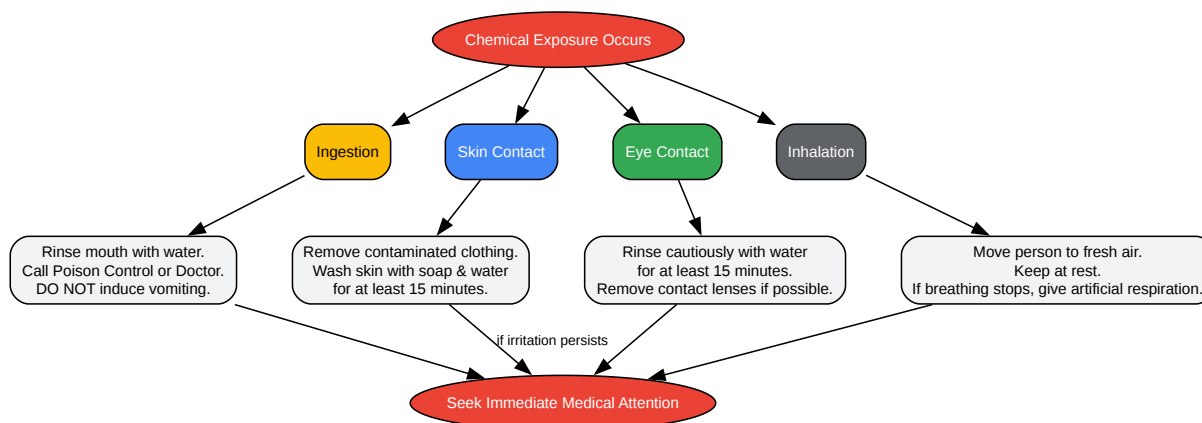 Chemical Exposure Occurs
Ingestion
Skin Contact
Eye Contact
Inhalation
Rinse mouth with water.
Call Poison Control or Doctor.
DO NOT induce vomiting.
Remove contaminated clothing.
Wash skin with soap & water
for at least 15 minutes.
Rinse cautiously with water
for at least 15 minutes.
Remove contact lenses if possible.
Move person to fresh air.
Keep at rest.
If breathing stops, give artificial respiration.
if irritation persists
Seek Immediate Medical Attention